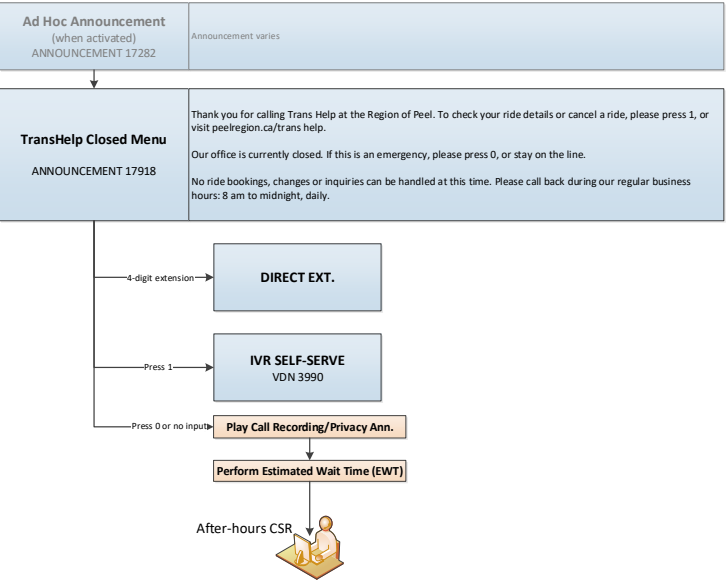 Ad Hoc Announcement
(when activated)
ANNOUNCEMENT 17282
Announcement varies
TransHelp Closed Menu
ANNOUNCEMENT 17918
Thank you for calling Trans Help at the Region of Peel. To check your ride details or cancel a ride, please press 1, or
visit peelregion.ca/trans help.
Our office is currently closed. If this is an emergency, please press 0, or stay on the line.
No ride bookings, changes or inquiries can be handled at this time. Please call back during our regular business
hours: 8 am to midnight, daily.
4-digit extension
DIRECT EXT.
Press 1
IVR SELF-SERVE
VDN 3990
Press 0 or no input
Play Call Recording/Privacy Ann.
Perform Estimated Wait Time (EWT)
After-hours CSR